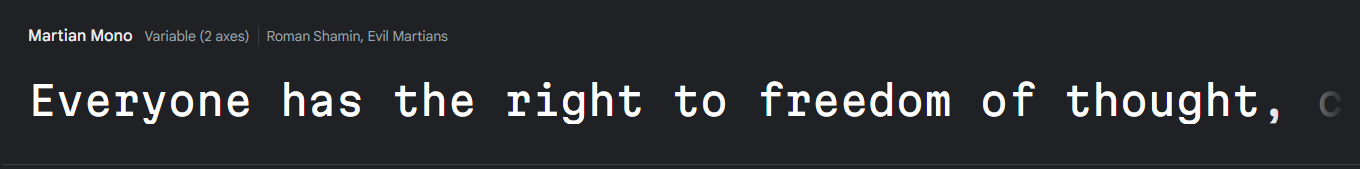 Martian Mono Variable (2 axes) Roman Shamin, Evil Martians
Everyone has the right to freedom of thought, c